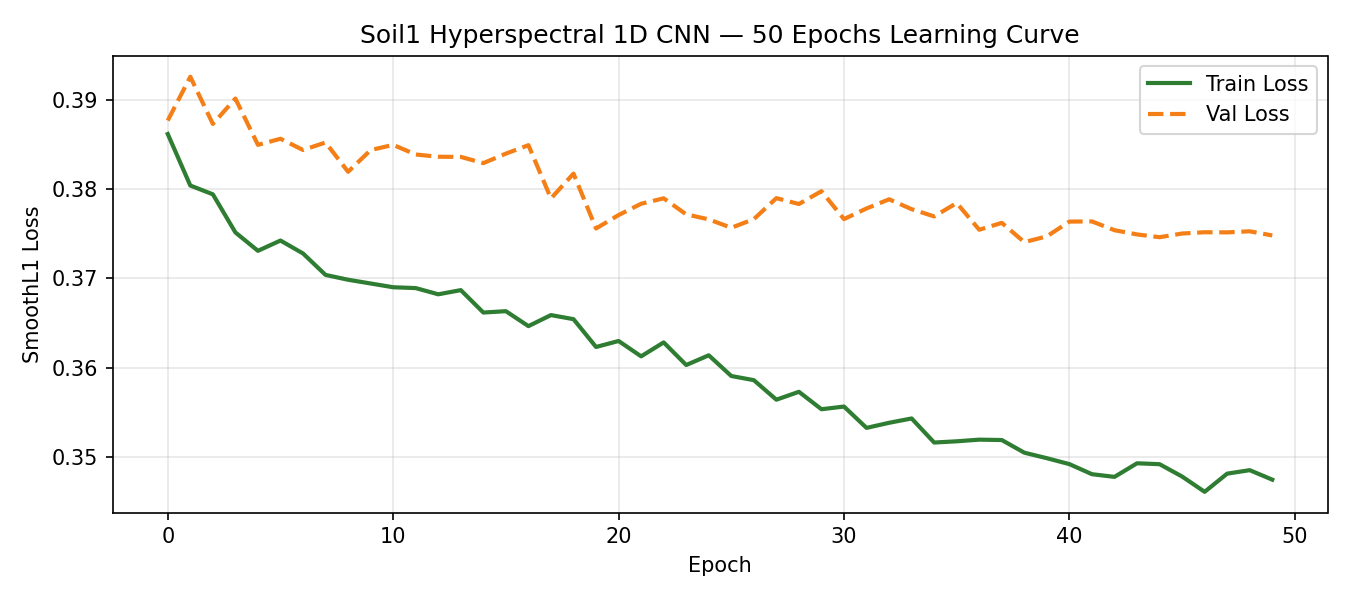 Soil1 Hyperspectral 1D CNN — 50 Epochs Learning Curve
Train Loss
Val Loss
SmoothL1 Loss
0.39
0.38
0.37
0.36
0.35
0 10 20 30 40 50
Epoch